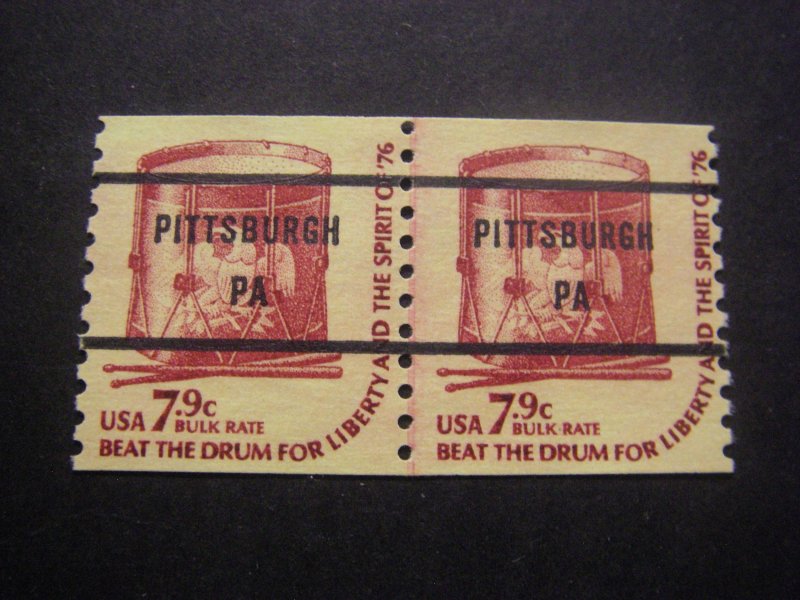 PITTSBURGH
PA
USA 7.9c
BULK RATE
BEAT THE DRUM FOR LIBERTY AND THE SPIRIT OF '76
PITTSBURGH
PA
USA 7.9c
BULK RATE
BEAT THE DRUM FOR LIBERTY AND THE SPIRIT OF '76